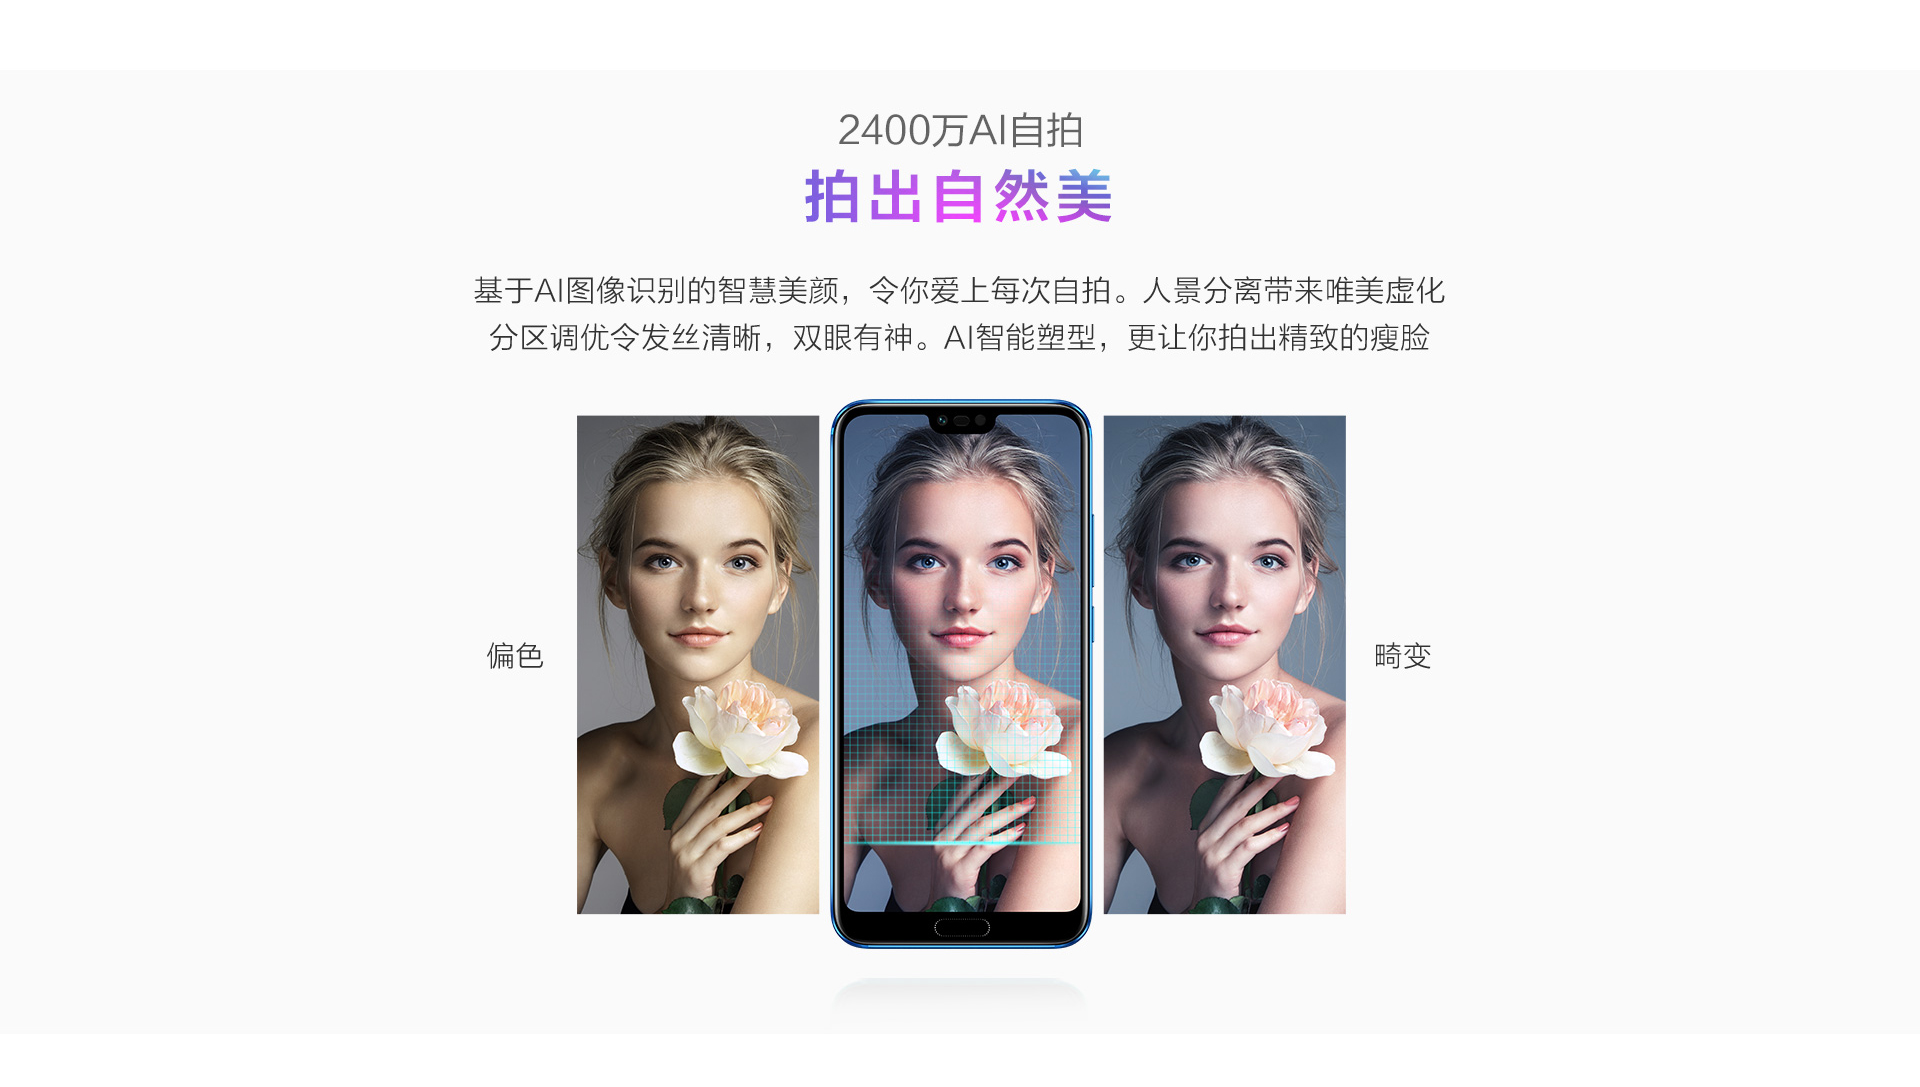 2400万AI自拍
拍出自然美
基于AI图像识别的智慧美颜，令你爱上每次自拍。人景分离带来唯美虚化
分区调优令发丝清晰，双眼有神。AI智能塑型，更让你拍出精致的瘦脸
偏色
畸变